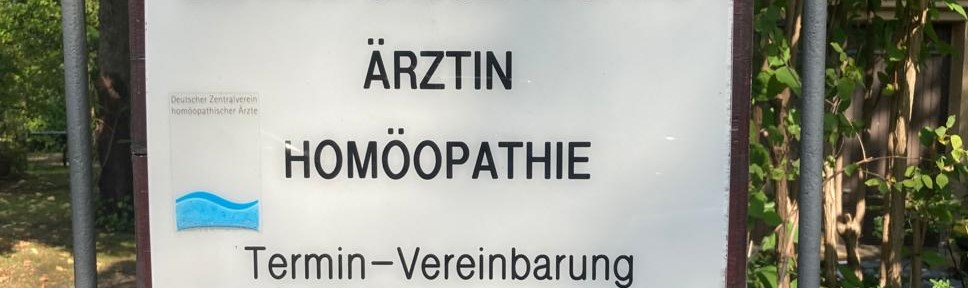 ÄRZTIN
Deutscher Zentralverein
homöopathischer Ärzte
HOMÖOPATHIE
Termin-Vereinbarung